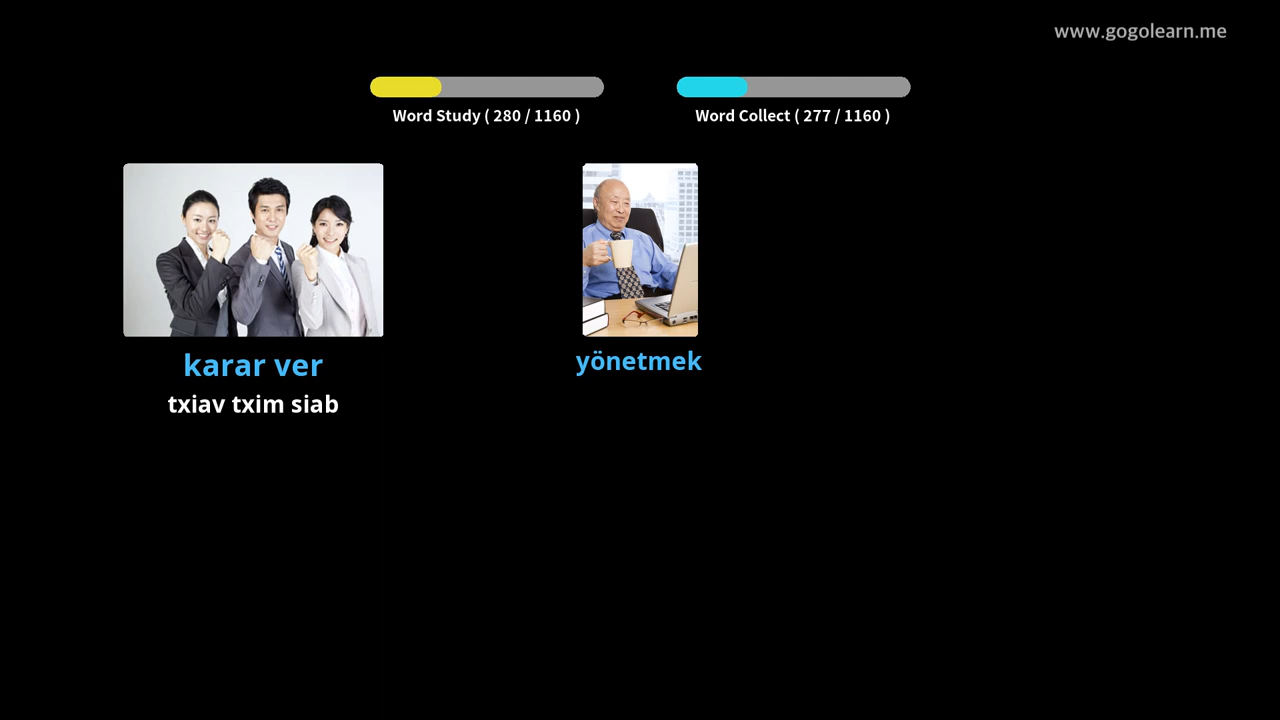 www.gogolearn.me
Word Study ( 280 / 1160 )
Word Collect ( 277 / 1160 )
karar ver
txiav txim siab
yönetmek